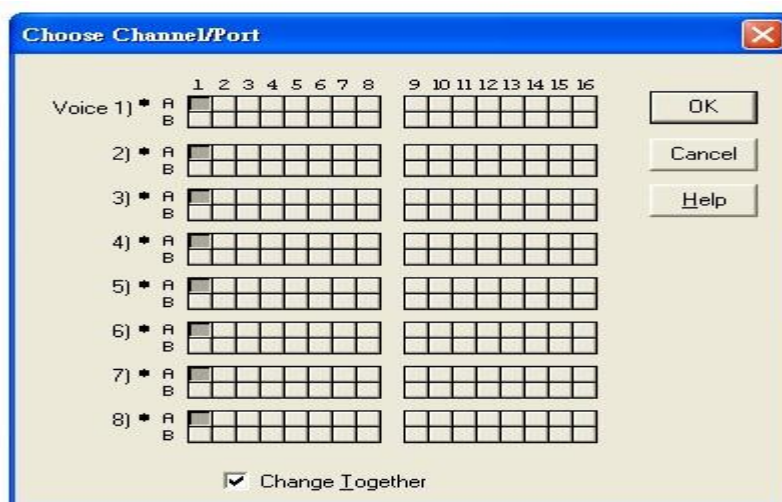 Choose Channel/Port
1 2 3 4 5 6 7 8 9 10 11 12 13 14 15 16
Voice 1) A
B
OK
2) A
B
Cancel
3) A
B
Help
4) A
B
5) A
B
6) A
B
7) A
B
8) A
B
Change Together